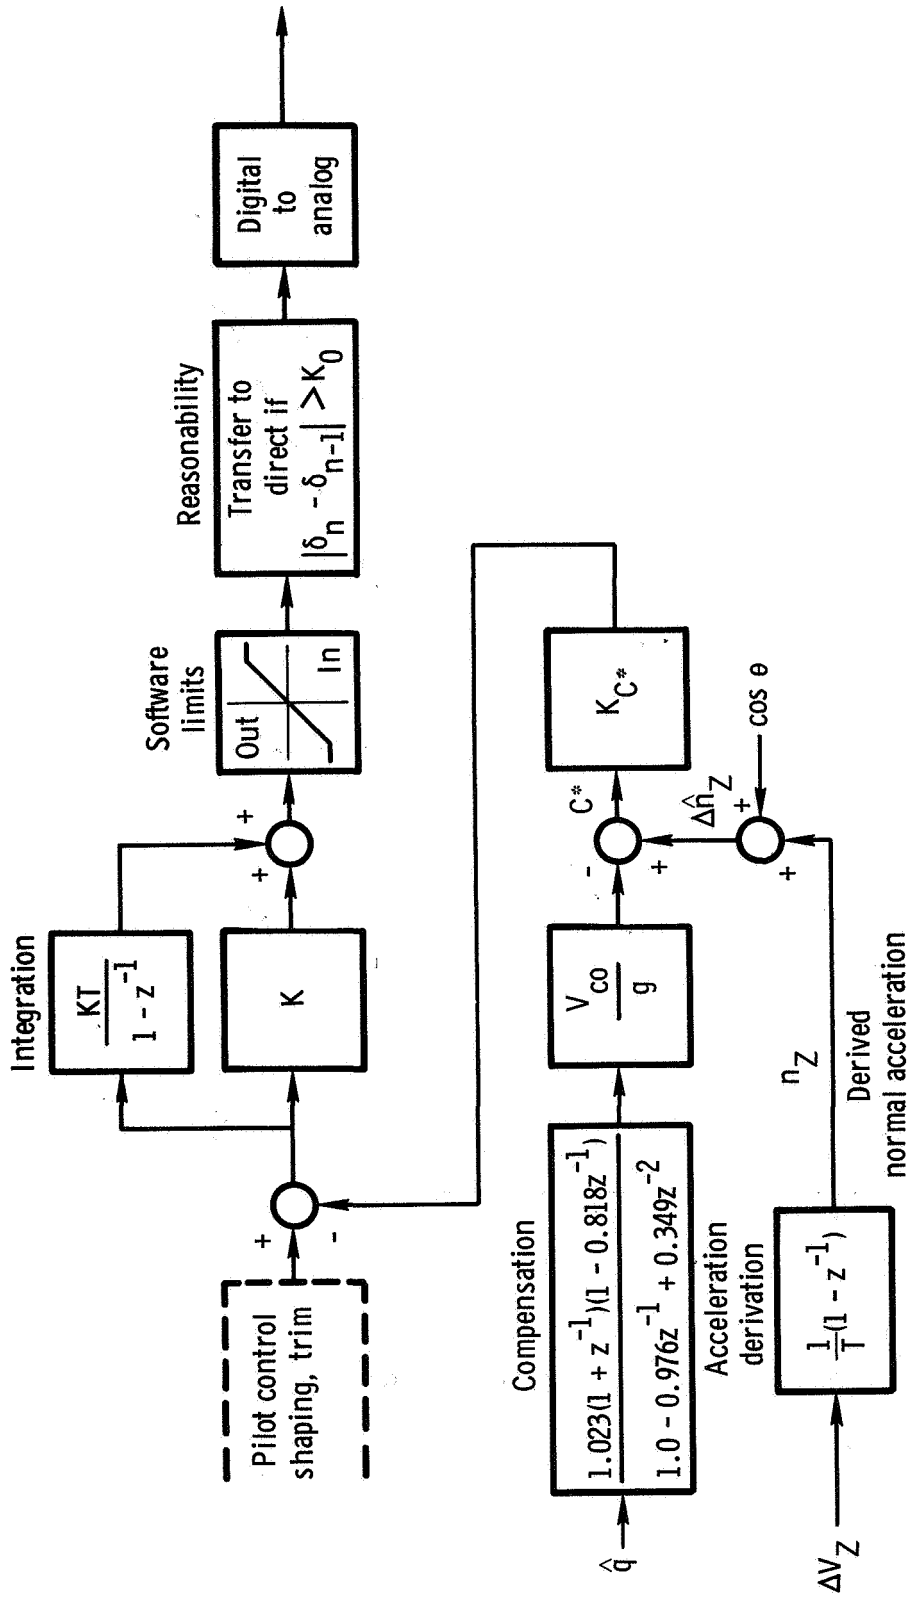 Pilot control
shaping, trim
+
-
Integration
KT
1 - z⁻¹
K
+
+
Software
limits
Out
In
Reasonability
Transfer to
direct if
|δₙ - δₙ₋₁| > K₀
Digital
to
analog
Compensation
q̂
1.023(1 + z⁻¹)(1 - 0.818z⁻¹)
1.0 - 0.976z⁻¹ + 0.349z⁻²
V_co
g
-
+
C*
K_C*
Δn̂_Z
+
+
cos θ
Acceleration
derivation
ΔV_Z
1
T
(1 - z⁻¹)
n_Z
Derived
normal acceleration